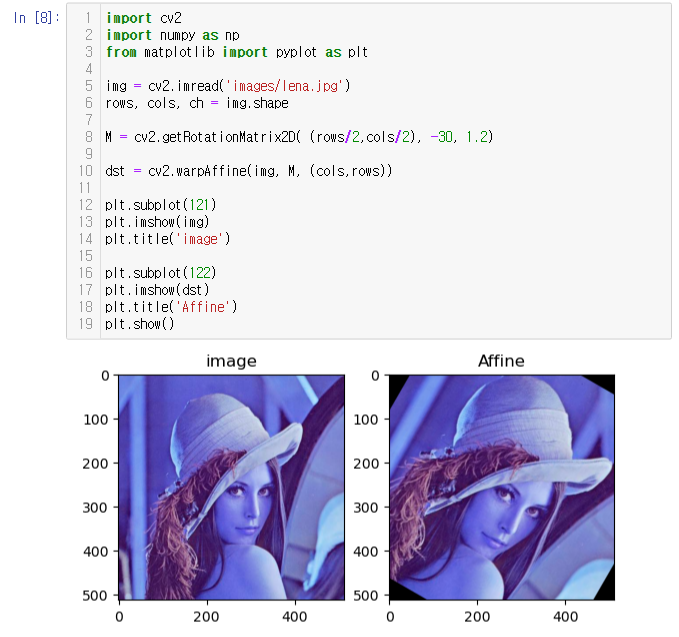 In [8]:
1 import cv2
2 import numpy as np
3 from matplotlib import pyplot as plt
4
5 img = cv2.imread('images/lena.jpg')
6 rows, cols, ch = img.shape
7
8 M = cv2.getRotationMatrix2D( (rows/2,cols/2), -30, 1.2)
9
10 dst = cv2.warpAffine(img, M, (cols,rows))
11
12 plt.subplot(121)
13 plt.imshow(img)
14 plt.title('image')
15
16 plt.subplot(122)
17 plt.imshow(dst)
18 plt.title('Affine')
19 plt.show()
image
0
100
200
300
400
500
0 200 400
Affine
0
100
200
300
400
500
0 200 400